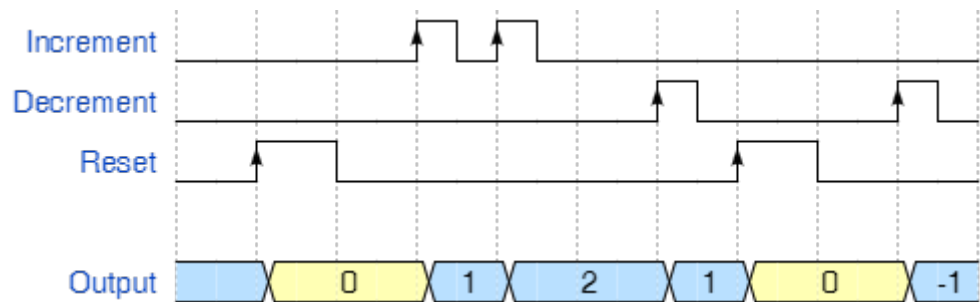 Increment
Decrement
Reset
Output 0 1 2 1 0 -1